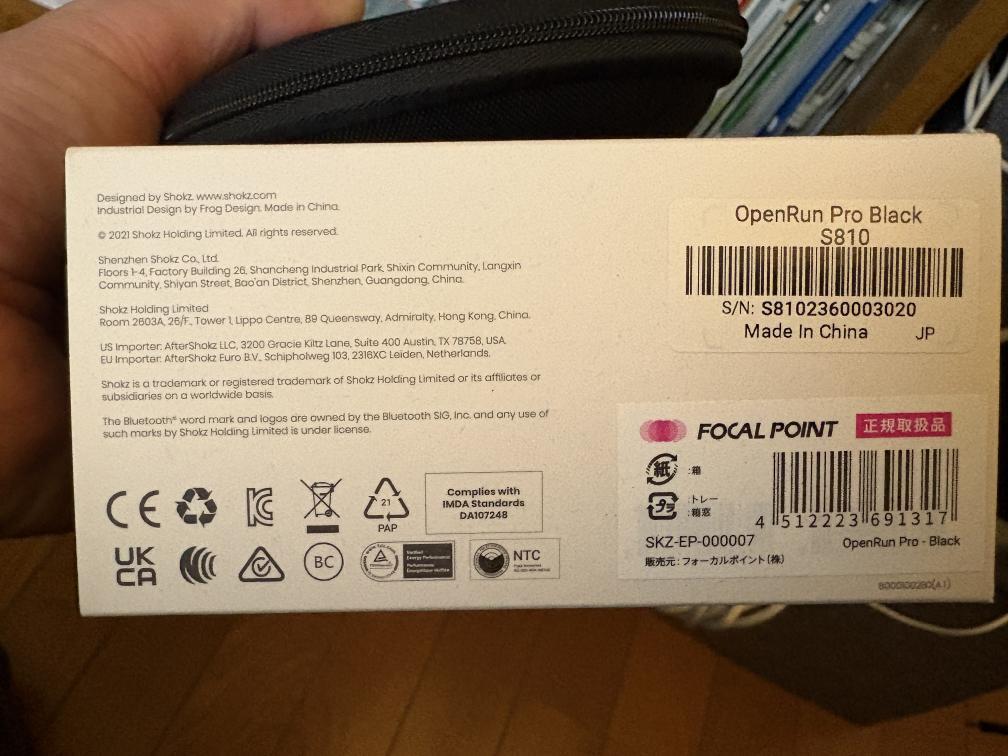 Designed by Shokz. www.shokz.com
Industrial Design by Frog Design. Made in China.
© 2021 Shokz Holding Limited. All rights reserved.
Shenzhen Shokz Co., Ltd.
Floors 1-4, Factory Building 26, Shancheng Industrial Park, Shixin Community, Langxin
Community, Shiyan Street, Bao'an District, Shenzhen, Guangdong, China.
Shokz Holding Limited
Room 2603A, 26/F., Tower 1, Lippo Centre, 89 Queensway, Admiralty, Hong Kong, China.
US Importer: AfterShokz LLC, 3200 Gracie Kiltz Lane, Suite 400 Austin, TX 78758, USA.
EU Importer: AfterShokz Euro B.V., Schipholweg 103, 2316XC Leiden, Netherlands.
Shokz is a trademark or registered trademark of Shokz Holding Limited or its affiliates or
subsidiaries on a worldwide basis.
The Bluetooth® word mark and logos are owned by the Bluetooth SIG, Inc. and any use of
such marks by Shokz Holding Limited is under license.
CE
21
PAP
Complies with
IMDA Standards
DA107248
UK
CA
BC
Verified
Energy Performance
NTC
OpenRun Pro Black
S810
S/N: S8102360003020
Made In China JP
FOCAL POINT 正規取扱品
紙 :箱
プラ :トレー
:箱窓
4 512223 691317
SKZ-EP-000007
OpenRun Pro - Black
販売元:フォーカルポイント(株)